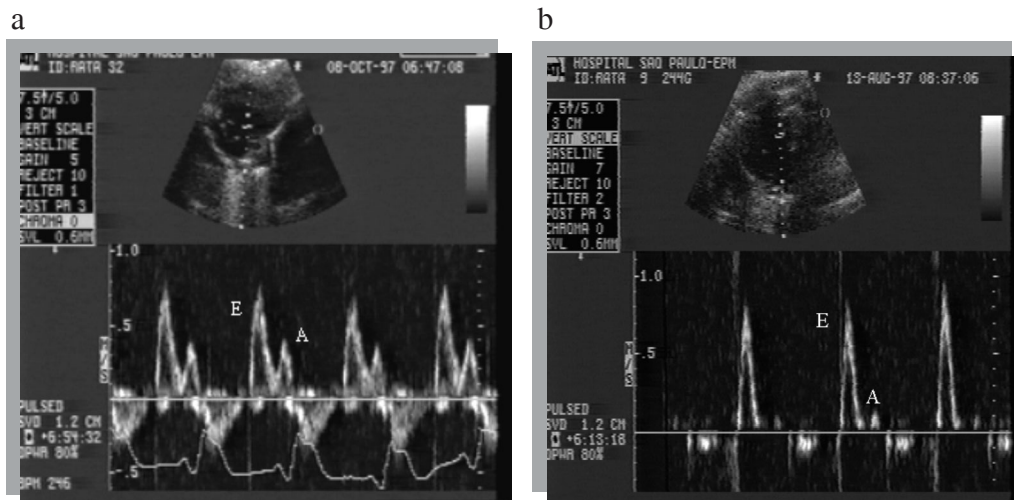 a
HOSPITAL SAO PAULO-EPM
ID:RATA 32 08-OCT-97 06:47:08
7.5/5.0
3 CM
VERT SCALE
BASELINE
GAIN 5
REJECT 10
FILTER 1
POST PR 3
CHROMA 0
SVL 0.6MM
1.0
E
A
.5
M/S
PULSED
SVD 1.2 CM
+6:54:32
OPWR 80%
.5
BPM 246
b
HOSPITAL SAO PAULO-EPM
ID:RATA 9 244G 13-AUG-97 08:37:06
7.5/5.0
3 CM
VERT SCALE
BASELINE
GAIN 7
REJECT 10
FILTER 2
POST PR 3
CHROMA 0
SVL 0.6MM
1.0
E
.5
M/S
A
PULSED
SVD 1.2 CM
+6:13:18
OPWR 80%